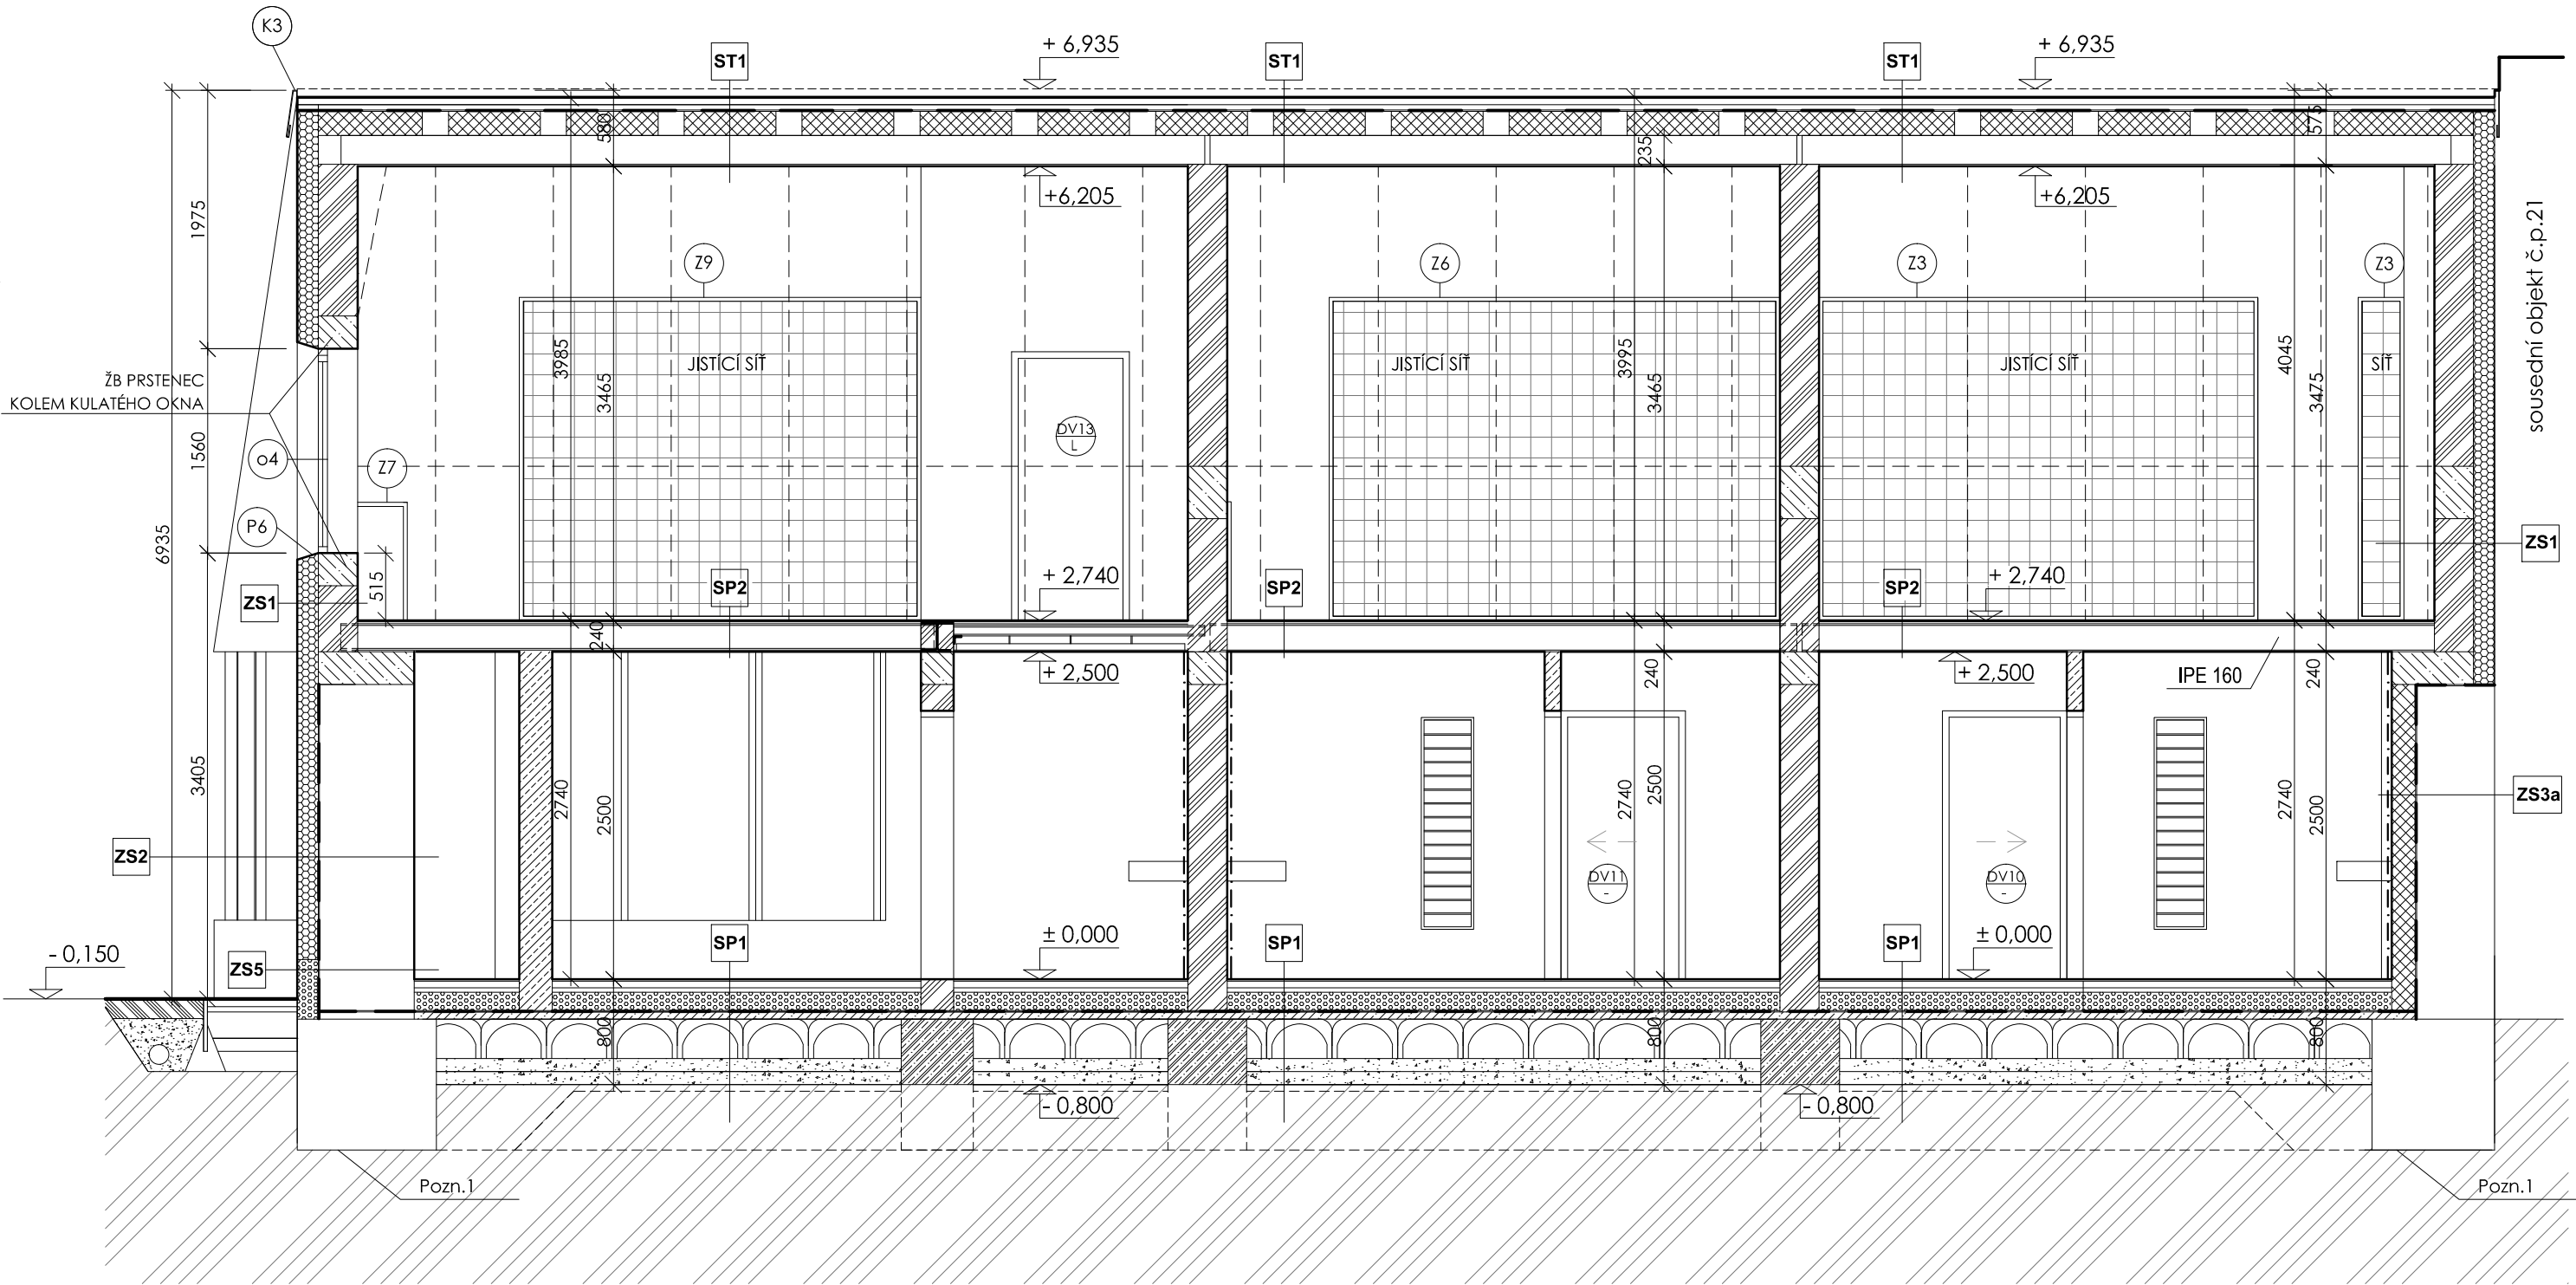 K3
ST1
+ 6,935
ST1
ST1
+ 6,935
580
575
235
+6,205
+6,205
1975
sousední objekt č.p.21
Z9
Z6
Z3
Z3
3985
JISTÍCÍ SÍŤ
3995
JISTÍCÍ SÍŤ
JISTÍCÍ SÍŤ
4045
SÍŤ
ŽB PRSTENEC
KOLEM KULATÉHO OKNA
3465
3465
3475
1560
o4
Z7
DV13
L
P6
6935
ZS1
515
SP2
+ 2,740
SP2
SP2
+ 2,740
ZS1
240
+ 2,500
240
+ 2,500
IPE 160
240
3405
2740
2500
2740
2500
2740
2500
ZS3a
ZS2
DV11
-
DV10
-
- 0,150
ZS5
SP1
± 0,000
SP1
SP1
± 0,000
800
800
800
- 0,800
- 0,800
Pozn.1
Pozn.1